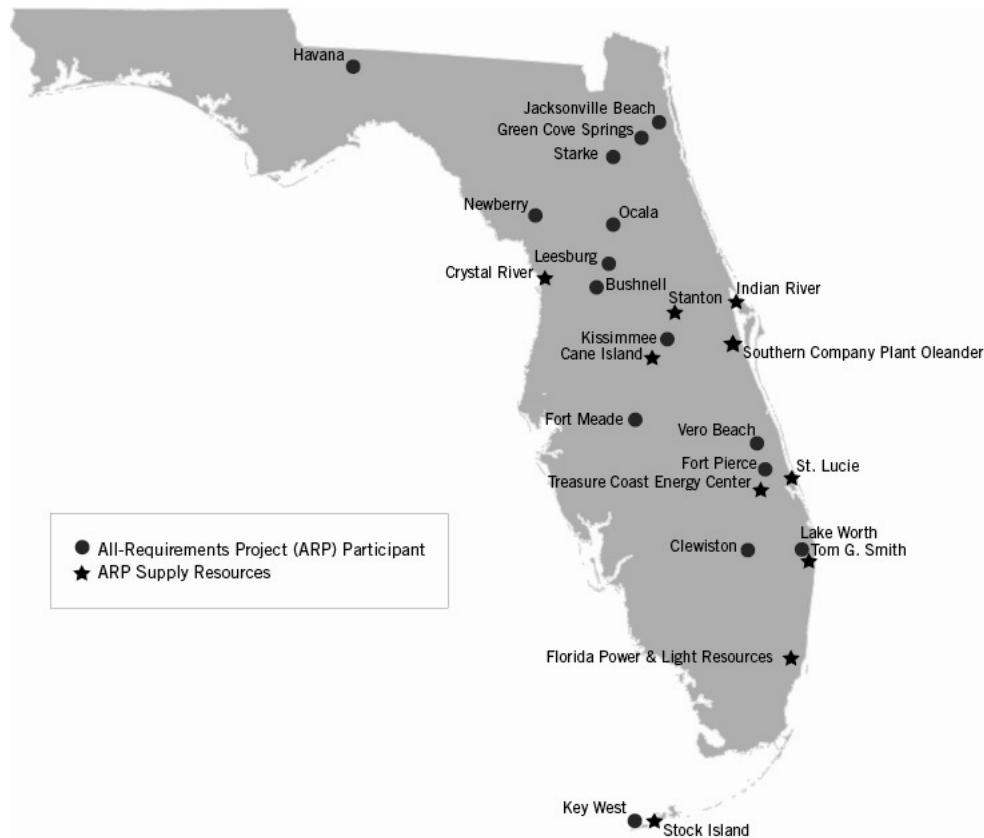 Havana
Jacksonville Beach
Green Cove Springs
Starke
Newberry
Ocala
Leesburg
Crystal River
Bushnell
Stanton
Indian River
Kissimmee
Southern Company Plant Oleander
Cane Island
Fort Meade
Vero Beach
Fort Pierce
St. Lucie
Treasure Coast Energy Center
All-Requirements Project (ARP) Participant
ARP Supply Resources
Lake Worth
Clewiston
Tom G. Smith
Florida Power & Light Resources
Key West
Stock Island